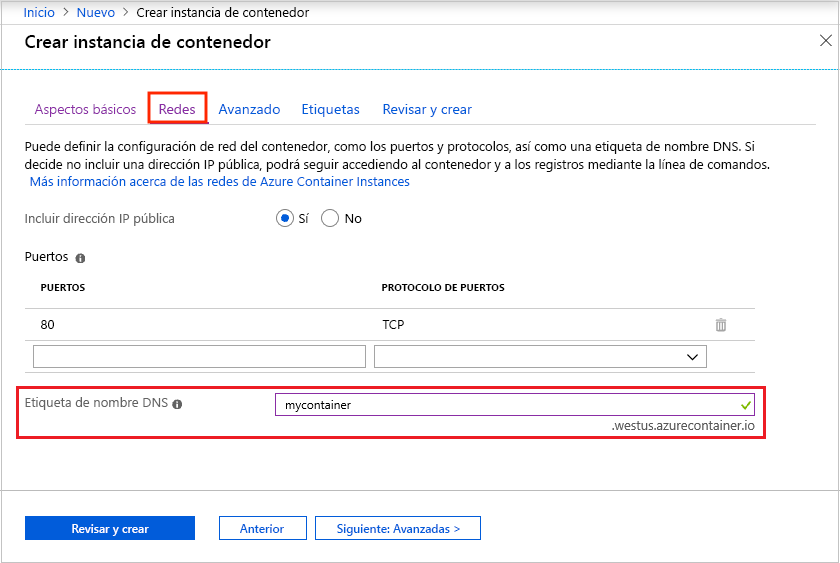 Inicio > Nuevo > Crear instancia de contenedor
Crear instancia de contenedor
Aspectos básicos Redes Avanzado Etiquetas Revisar y crear
Puede definir la configuración de red del contenedor, como los puertos y protocolos, así como una etiqueta de nombre DNS. Si
decide no incluir una dirección IP pública, podrá seguir accediendo al contenedor y a los registros mediante la línea de comandos.
Más información acerca de las redes de Azure Container Instances
Incluir dirección IP pública Sí No
Puertos
PUERTOS PROTOCOLO DE PUERTOS
80 TCP
Etiqueta de nombre DNS mycontainer
.westus.azurecontainer.io
Revisar y crear Anterior Siguiente: Avanzadas >